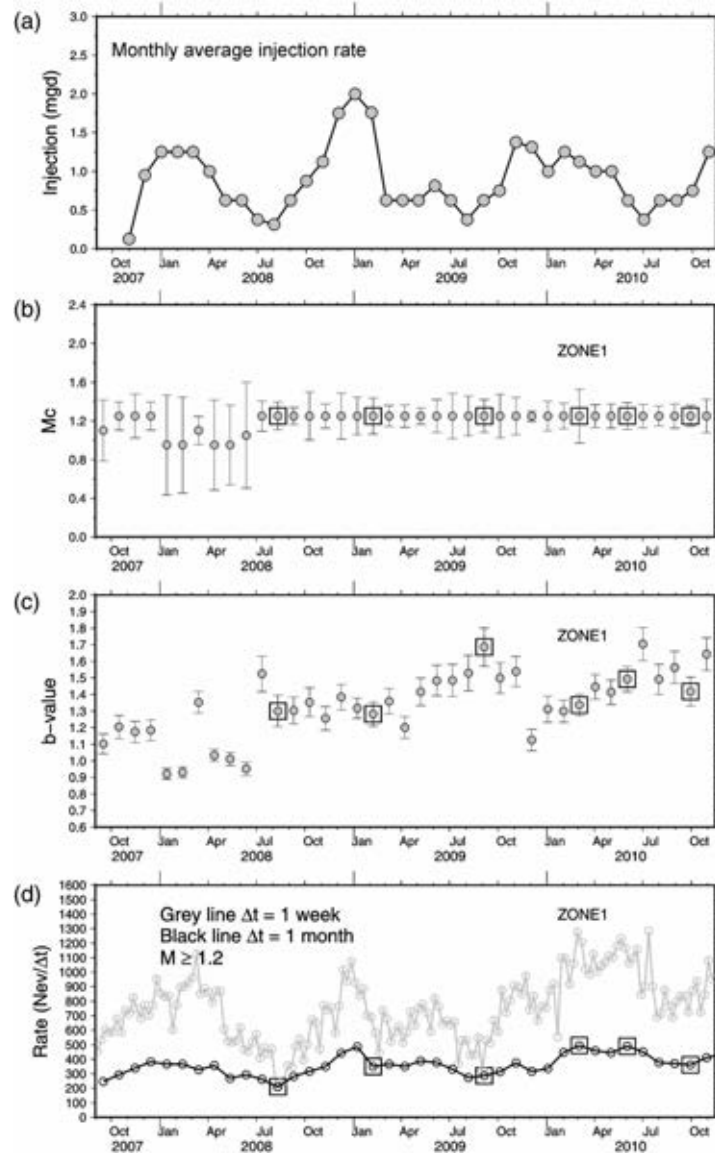 (a)
3.0
2.5
2.0
1.5
1.0
0.5
0.0
Injection (mgd)
Monthly average injection rate
Oct Jan Apr Jul Oct Jan Apr Jul Oct Jan Apr Jul Oct
2007 2008 2009 2010
(b)
2.4
2.0
1.6
1.2
0.8
0.4
0.0
Mc
ZONE1
Oct Jan Apr Jul Oct Jan Apr Jul Oct Jan Apr Jul Oct
2007 2008 2009 2010
(c)
2.0
1.9
1.8
1.7
1.6
1.5
1.4
1.3
1.2
1.1
1.0
0.9
0.8
0.7
0.6
b-value
ZONE1
Oct Jan Apr Jul Oct Jan Apr Jul Oct Jan Apr Jul Oct
2007 2008 2009 2010
(d)
1600
1500
1400
1300
1200
1100
1000
900
800
700
600
500
400
300
200
100
0
Rate (Nev/Δt)
Grey line Δt = 1 week
Black line Δt = 1 month
M ≥ 1.2
ZONE1
Oct Jan Apr Jul Oct Jan Apr Jul Oct Jan Apr Jul Oct
2007 2008 2009 2010